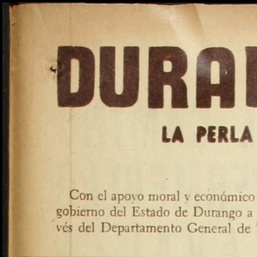 DURA
LA PERLA
Con el apoyo moral y económico
gobierno del Estado de Durango a
vés del Departamento General de